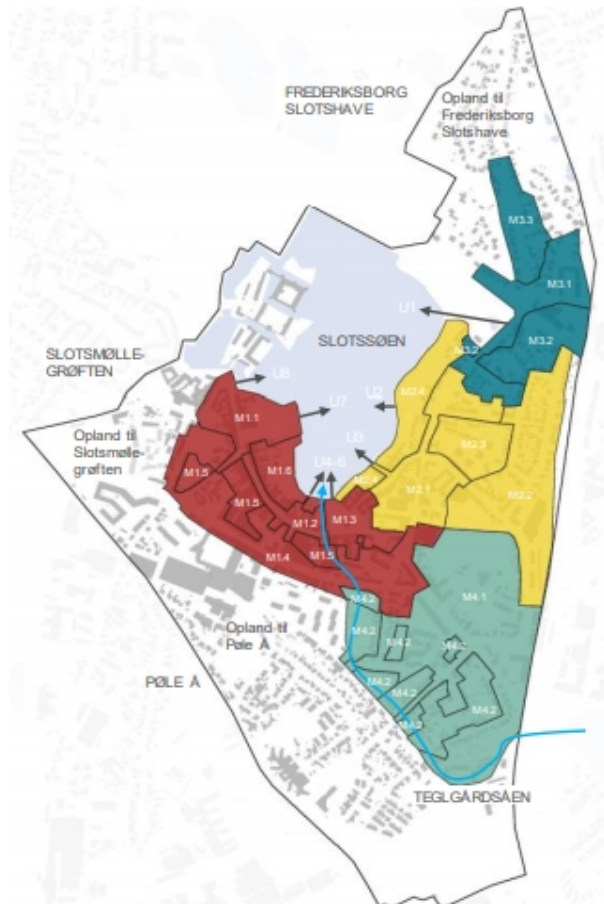 FREDERIKSBORG
SLOTSHAVE
Opland til
Frederiksborg
Slotshave
M3.3
M3.1
U1
M3.2
SLOTSSØEN
M3.2
SLOTSMØLLE-
GRØFTEN
U8
U2
M2.4
U7
M1.1
Opland til
Slotsmølle-
grøften
U3
M2.3
M1.5
M1.6
U4-6
M2.4
M2.1
M2.2
M1.5
M1.2
M1.3
M1.4
M1.5
M4.2
M4.1
Opland til
Pøle Å
M4.2
M4.2
PØLE Å
M4.2
M4.2
M4.2
M4.2
TEGLGÅRDSÅEN